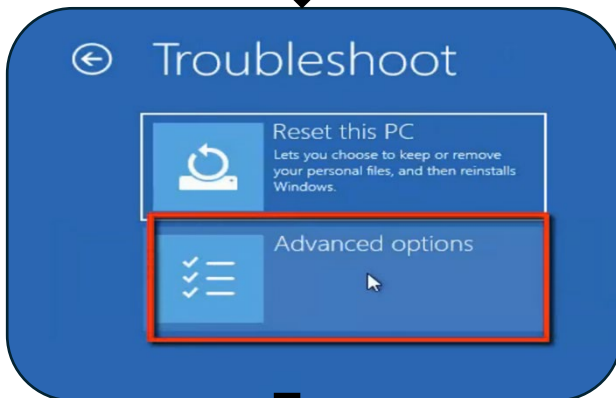 Troubleshoot
Reset this PC
Lets you choose to keep or remove
your personal files, and then reinstalls
Windows.
Advanced options